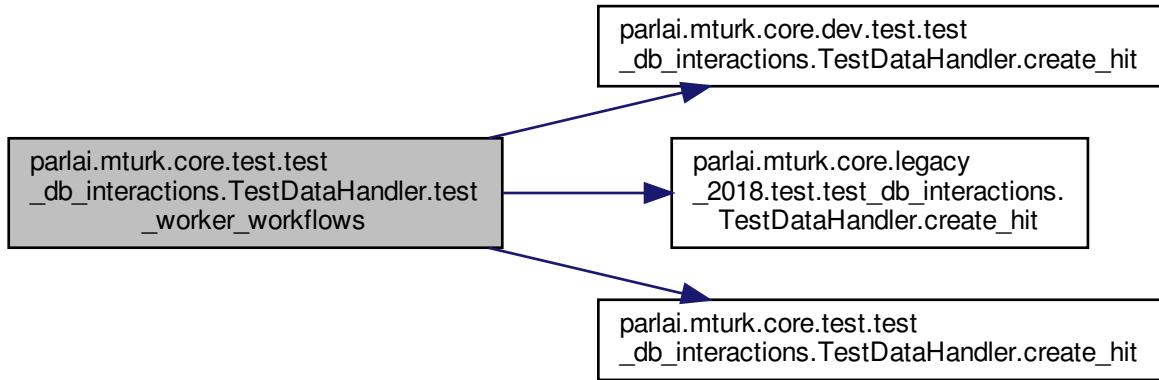 parlai.mturk.core.dev.test.test
_db_interactions.TestDataHandler.create_hit
parlai.mturk.core.test.test
_db_interactions.TestDataHandler.test
_worker_workflows
parlai.mturk.core.legacy
_2018.test.test_db_interactions.
TestDataHandler.create_hit
parlai.mturk.core.test.test
_db_interactions.TestDataHandler.create_hit